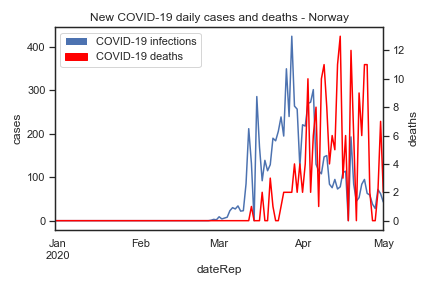 New COVID-19 daily cases and deaths - Norway
COVID-19 infections
COVID-19 deaths
400
300
200
100
0
cases
12
10
8
6
4
2
0
deaths
Jan
2020
Feb
Mar
Apr
May
dateRep